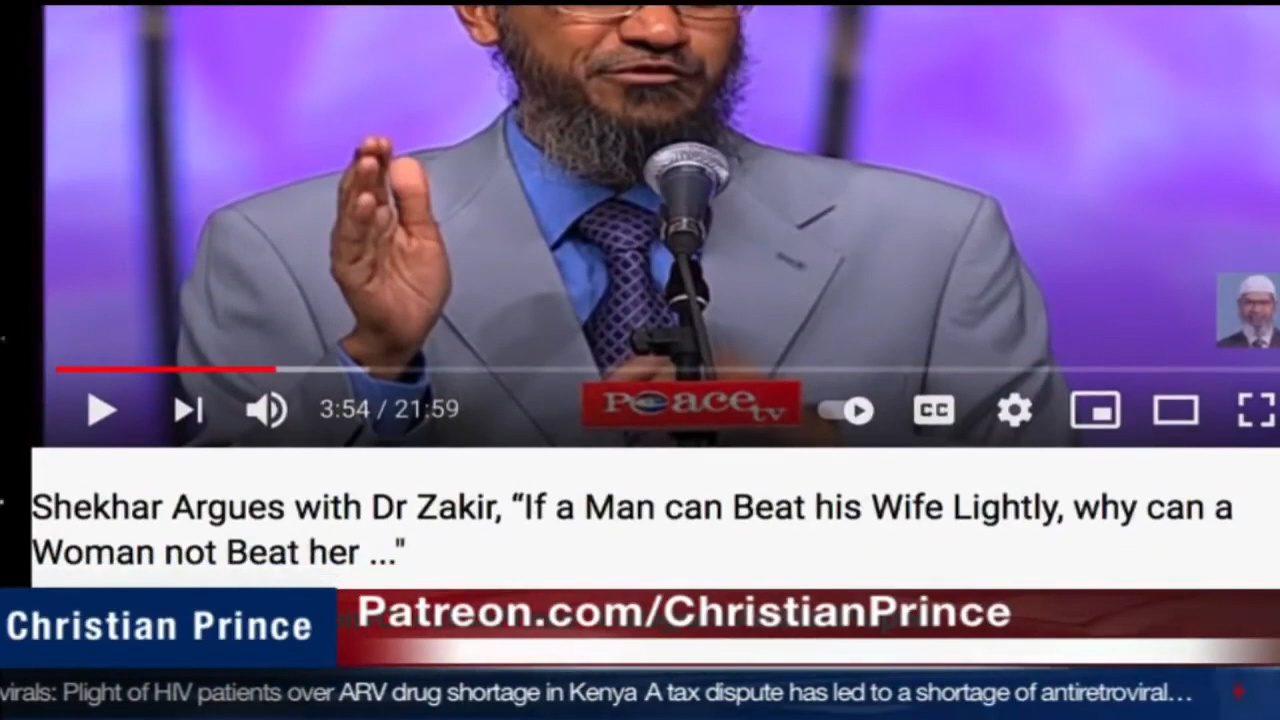 3:54 / 21:59
Peace tv
CC
Shekhar Argues with Dr Zakir, “If a Man can Beat his Wife Lightly, why can a
Woman not Beat her ..."
Christian Prince
Patreon.com/ChristianPrince
virals: Plight of HIV patients over ARV drug shortage in Kenya A tax dispute has led to a shortage of antiretroviral...